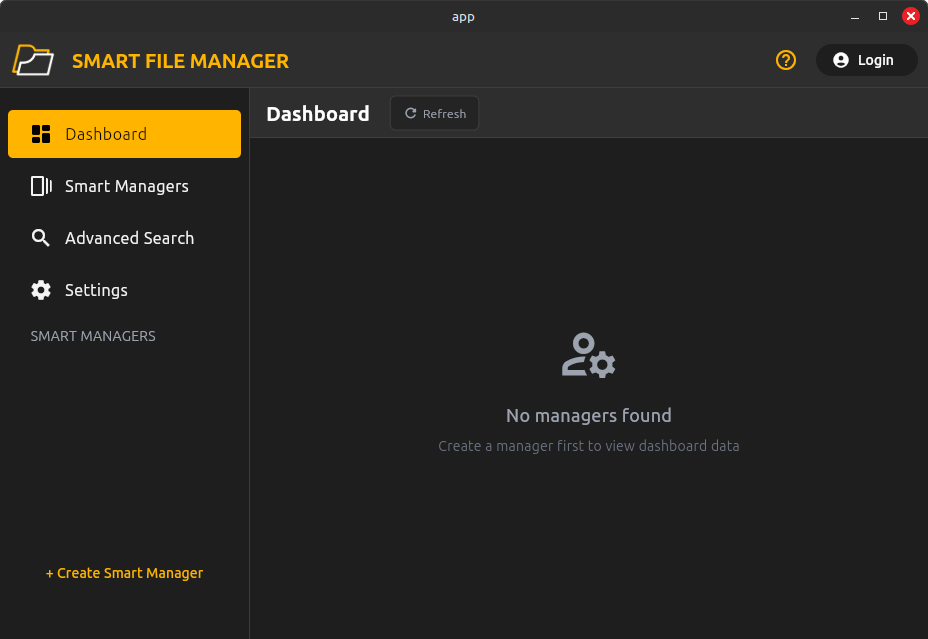 app
SMART FILE MANAGER
Login
Dashboard
Refresh
Dashboard
Smart Managers
Advanced Search
Settings
SMART MANAGERS
No managers found
Create a manager first to view dashboard data
+ Create Smart Manager